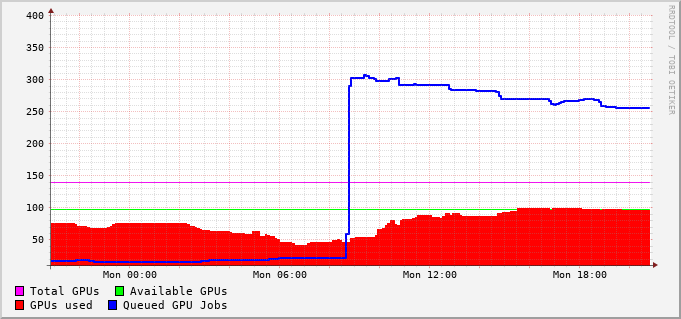 400
350
300
250
200
150
100
50
Mon 00:00 Mon 06:00 Mon 12:00 Mon 18:00
Total GPUs Available GPUs
GPUs used Queued GPU Jobs
RRDTOOL / TOBI OETIKER